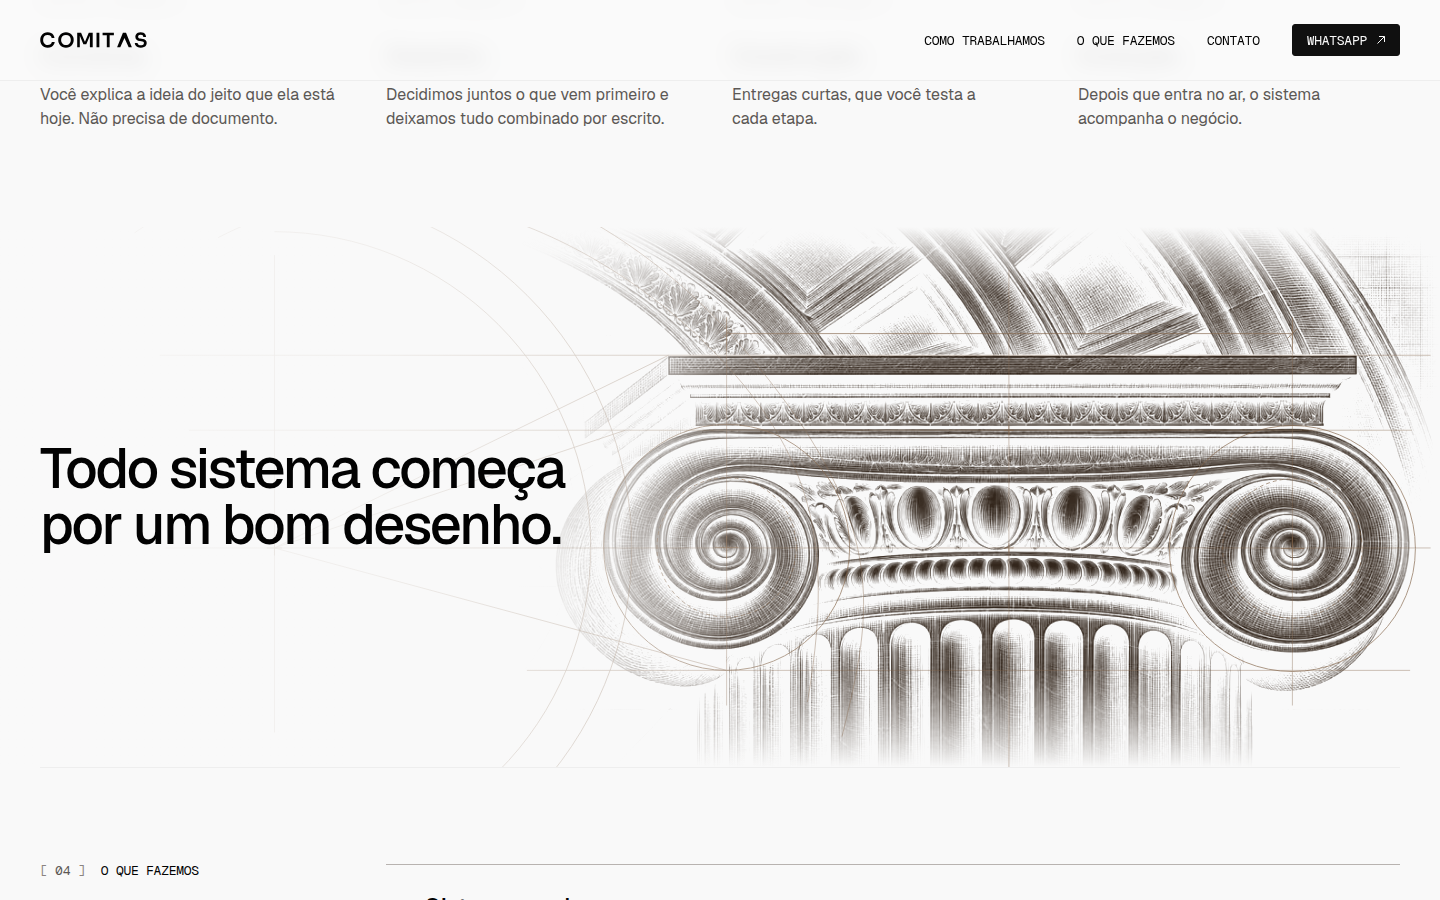 COMITAS
COMO TRABALHAMOS
O QUE FAZEMOS
CONTATO
WHATSAPP
Você explica a ideia do jeito que ela está
hoje. Não precisa de documento.
Decidimos juntos o que vem primeiro e
deixamos tudo combinado por escrito.
Entregas curtas, que você testa a
cada etapa.
Depois que entra no ar, o sistema
acompanha o negócio.
Todo sistema começa
por um bom desenho.
[ 04 ] O QUE FAZEMOS